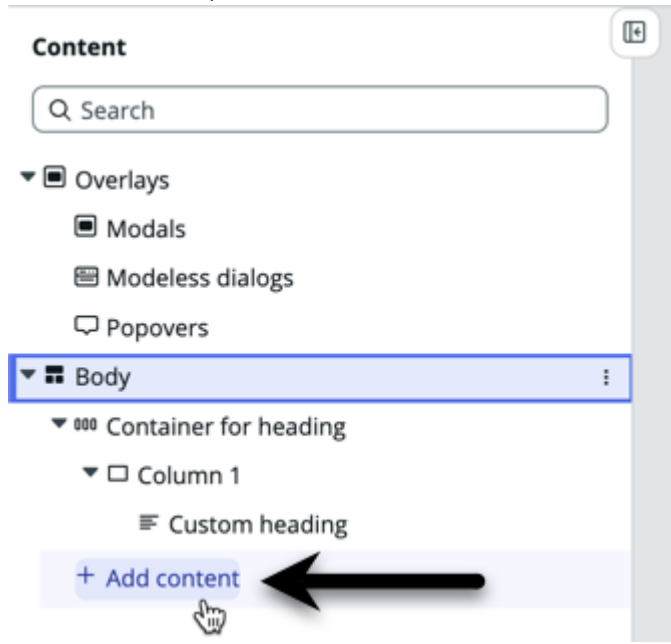 Content
Search
Overlays
Modals
Modeless dialogs
Popovers
Body
Container for heading
Column 1
Custom heading
+ Add content